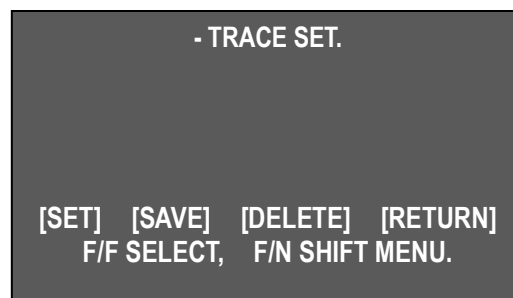 - TRACE SET.
[SET] [SAVE] [DELETE] [RETURN]
F/F SELECT, F/N SHIFT MENU.